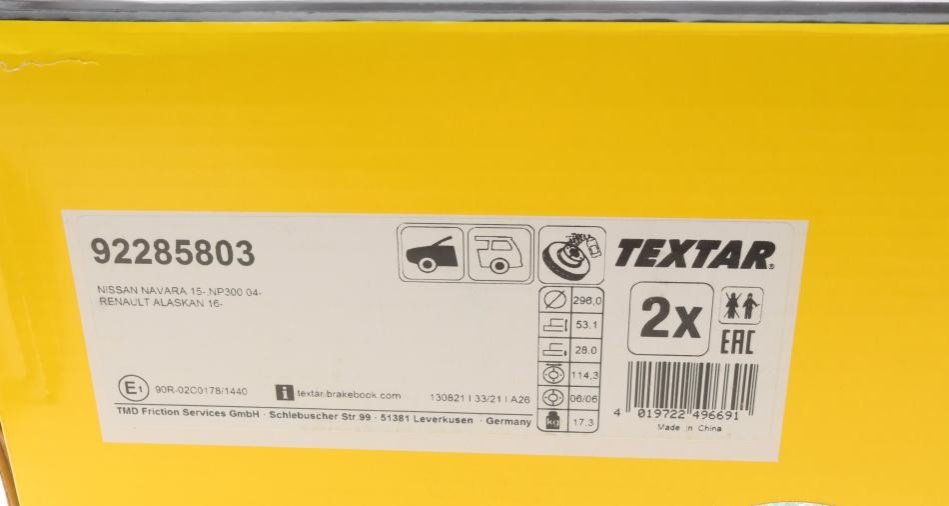 92285803
NISSAN NAVARA 15-,NP300 04-
RENAULT ALASKAN 16-
E1 90R-02C0178/1440
i textar.brakebook.com
130821 I 33/21 I A26
TMD Friction Services GmbH · Schlebuscher Str 99 · 51381 Leverkusen · Germany
296,0
53.1
28.0
114,3
06/06
kg 17.3
TEXTAR®
2x
EAC
4 019722 496691
Made in China